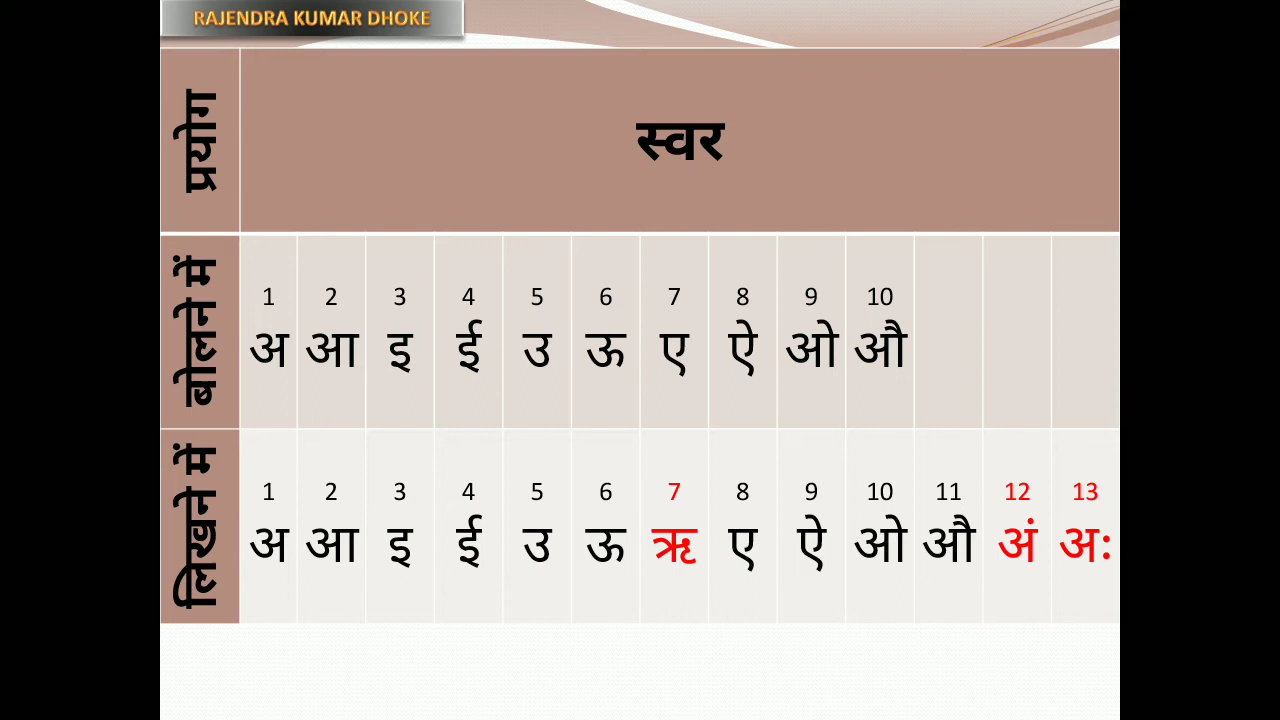 RAJENDRA KUMAR DHOKE
प्रयोग स्वर
बोलने में
1 2 3 4 5 6 7 8 9 10
अ आ इ ई उ ऊ ए ऐ ओ औ
लिखने में
1 2 3 4 5 6 7 8 9 10 11 12 13
अ आ इ ई उ ऊ ऋ ए ऐ ओ औ अं अः